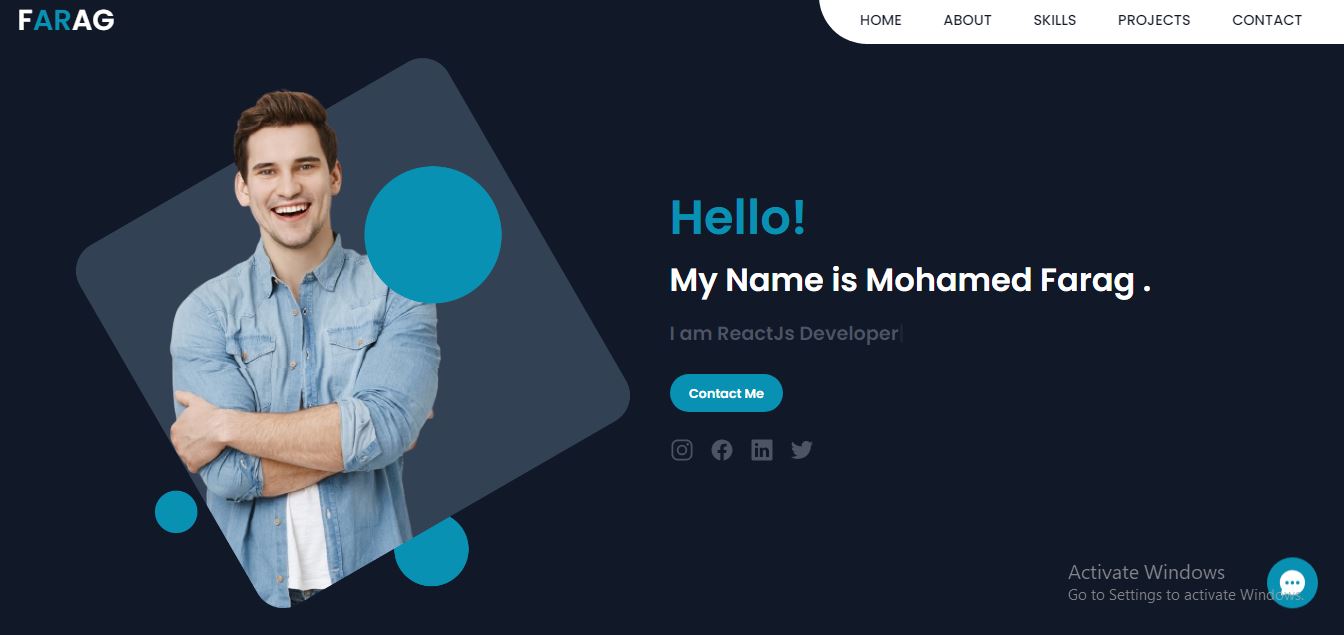 FARAG
HOME ABOUT SKILLS PROJECTS CONTACT
Hello!
My Name is Mohamed Farag .
I am ReactJs Developer
Contact Me
Activate Windows
Go to Settings to activate Windows.